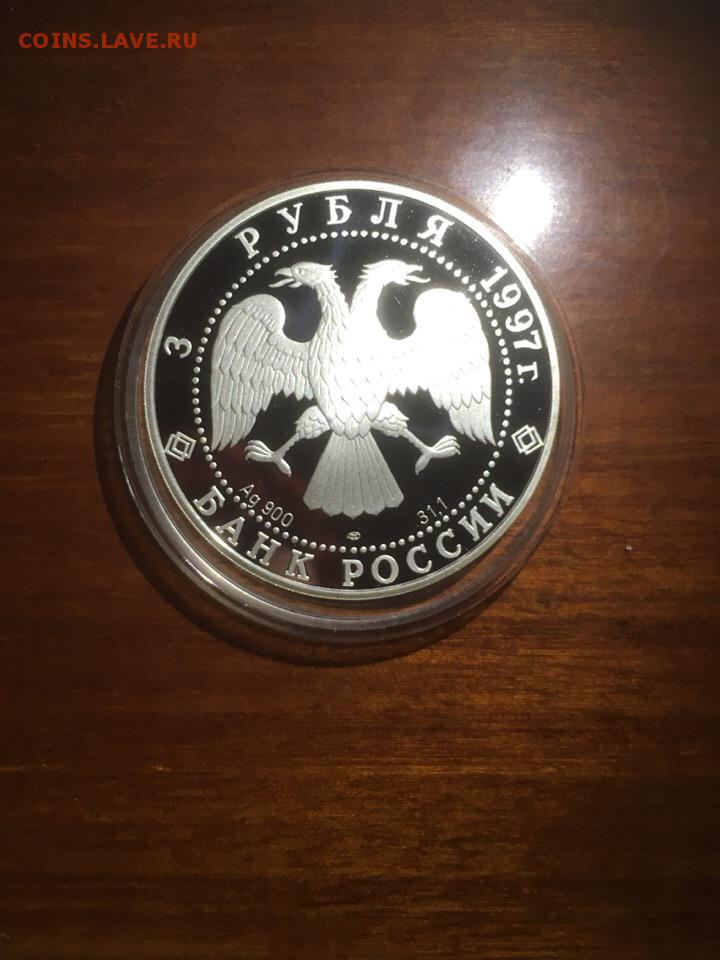 COINS.LAVE.RU
3 РУБЛЯ 1997 г.
Ag 900
31,1
БАНК РОССИИ